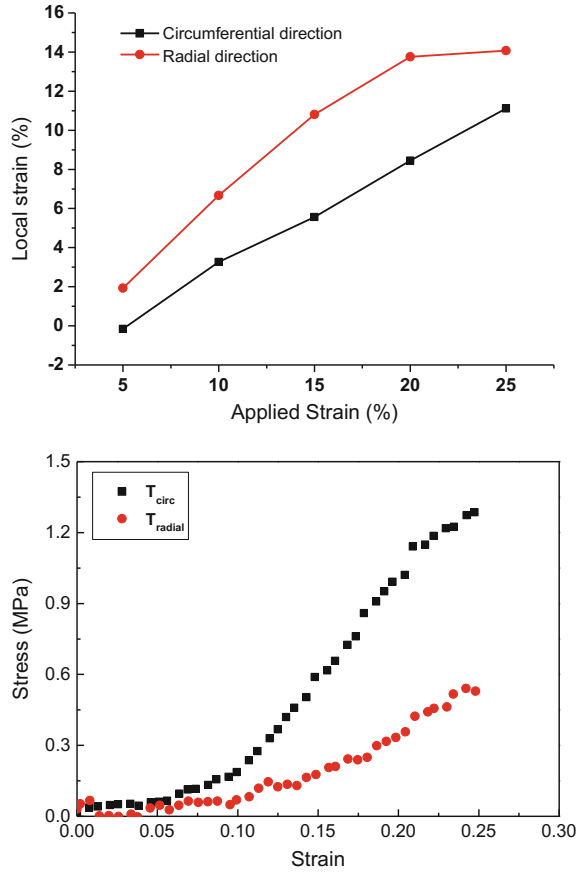 16
14
12
10
8
6
4
2
0
-2
Local strain (%)
Circumferential direction
Radial direction
5 10 15 20 25
Applied Strain (%)
1.5
1.2
0.9
0.6
0.3
0.0
Stress (MPa)
T_circ
T_radial
0.00 0.05 0.10 0.15 0.20 0.25 0.30
Strain